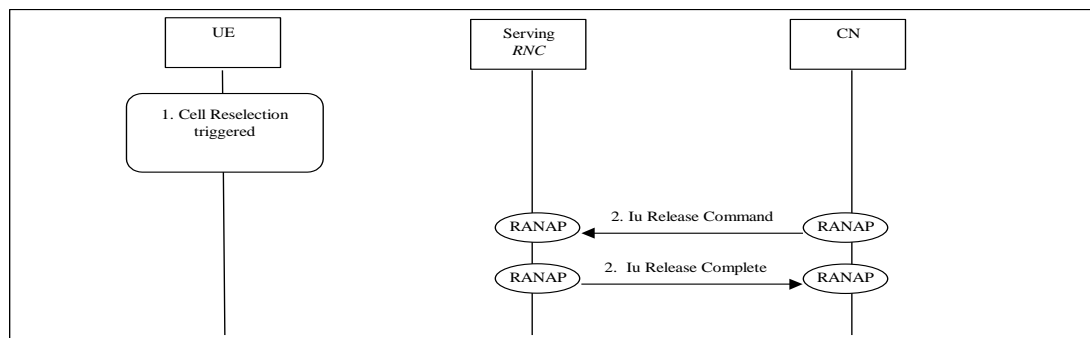 UE
Serving
RNC
CN
1. Cell Reselection
triggered
2. Iu Release Command
RANAP
RANAP
2. Iu Release Complete
RANAP
RANAP